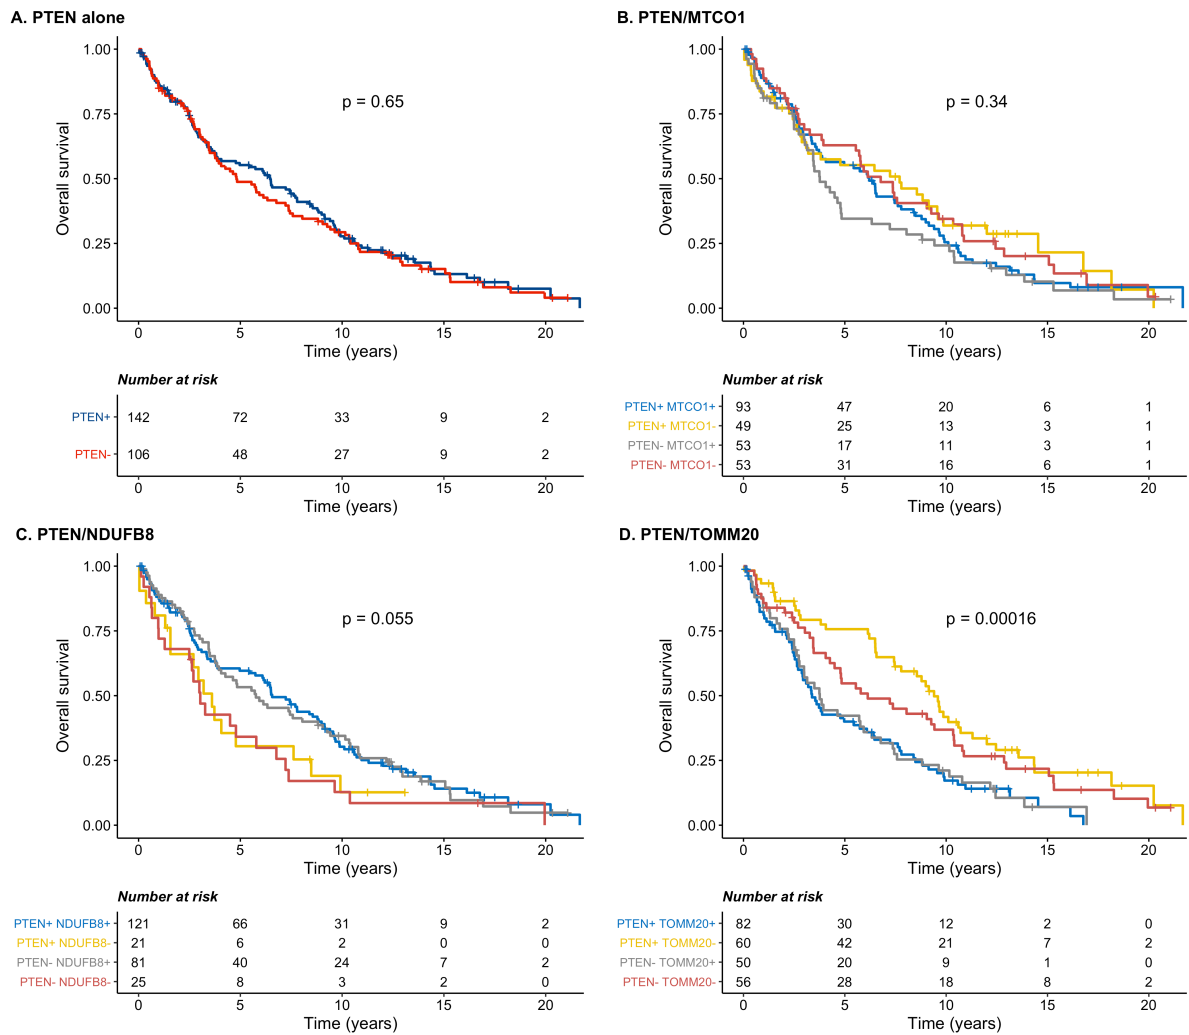 A. PTEN alone
1.00
0.75
0.50
0.25
0.00
Overall survival
p = 0.65
0 5 10 15 20
Time (years)
Number at risk
PTEN+ 142 72 33 9 2
PTEN- 106 48 27 9 2
0 5 10 15 20
Time (years)
B. PTEN/MTCO1
1.00
0.75
0.50
0.25
0.00
Overall survival
p = 0.34
0 5 10 15 20
Time (years)
Number at risk
PTEN+ MTCO1+ 93 47 20 6 1
PTEN+ MTCO1- 49 25 13 3 1
PTEN- MTCO1+ 53 17 11 3 1
PTEN- MTCO1- 53 31 16 6 1
0 5 10 15 20
Time (years)
C. PTEN/NDUFB8
1.00
0.75
0.50
0.25
0.00
Overall survival
p = 0.055
0 5 10 15 20
Time (years)
Number at risk
PTEN+ NDUFB8+ 121 66 31 9 2
PTEN+ NDUFB8- 21 6 2 0 0
PTEN- NDUFB8+ 81 40 24 7 2
PTEN- NDUFB8- 25 8 3 2 0
0 5 10 15 20
Time (years)
D. PTEN/TOMM20
1.00
0.75
0.50
0.25
0.00
Overall survival
p = 0.00016
0 5 10 15 20
Time (years)
Number at risk
PTEN+ TOMM20+ 82 30 12 2 0
PTEN+ TOMM20- 60 42 21 7 2
PTEN- TOMM20+ 50 20 9 1 0
PTEN- TOMM20- 56 28 18 8 2
0 5 10 15 20
Time (years)